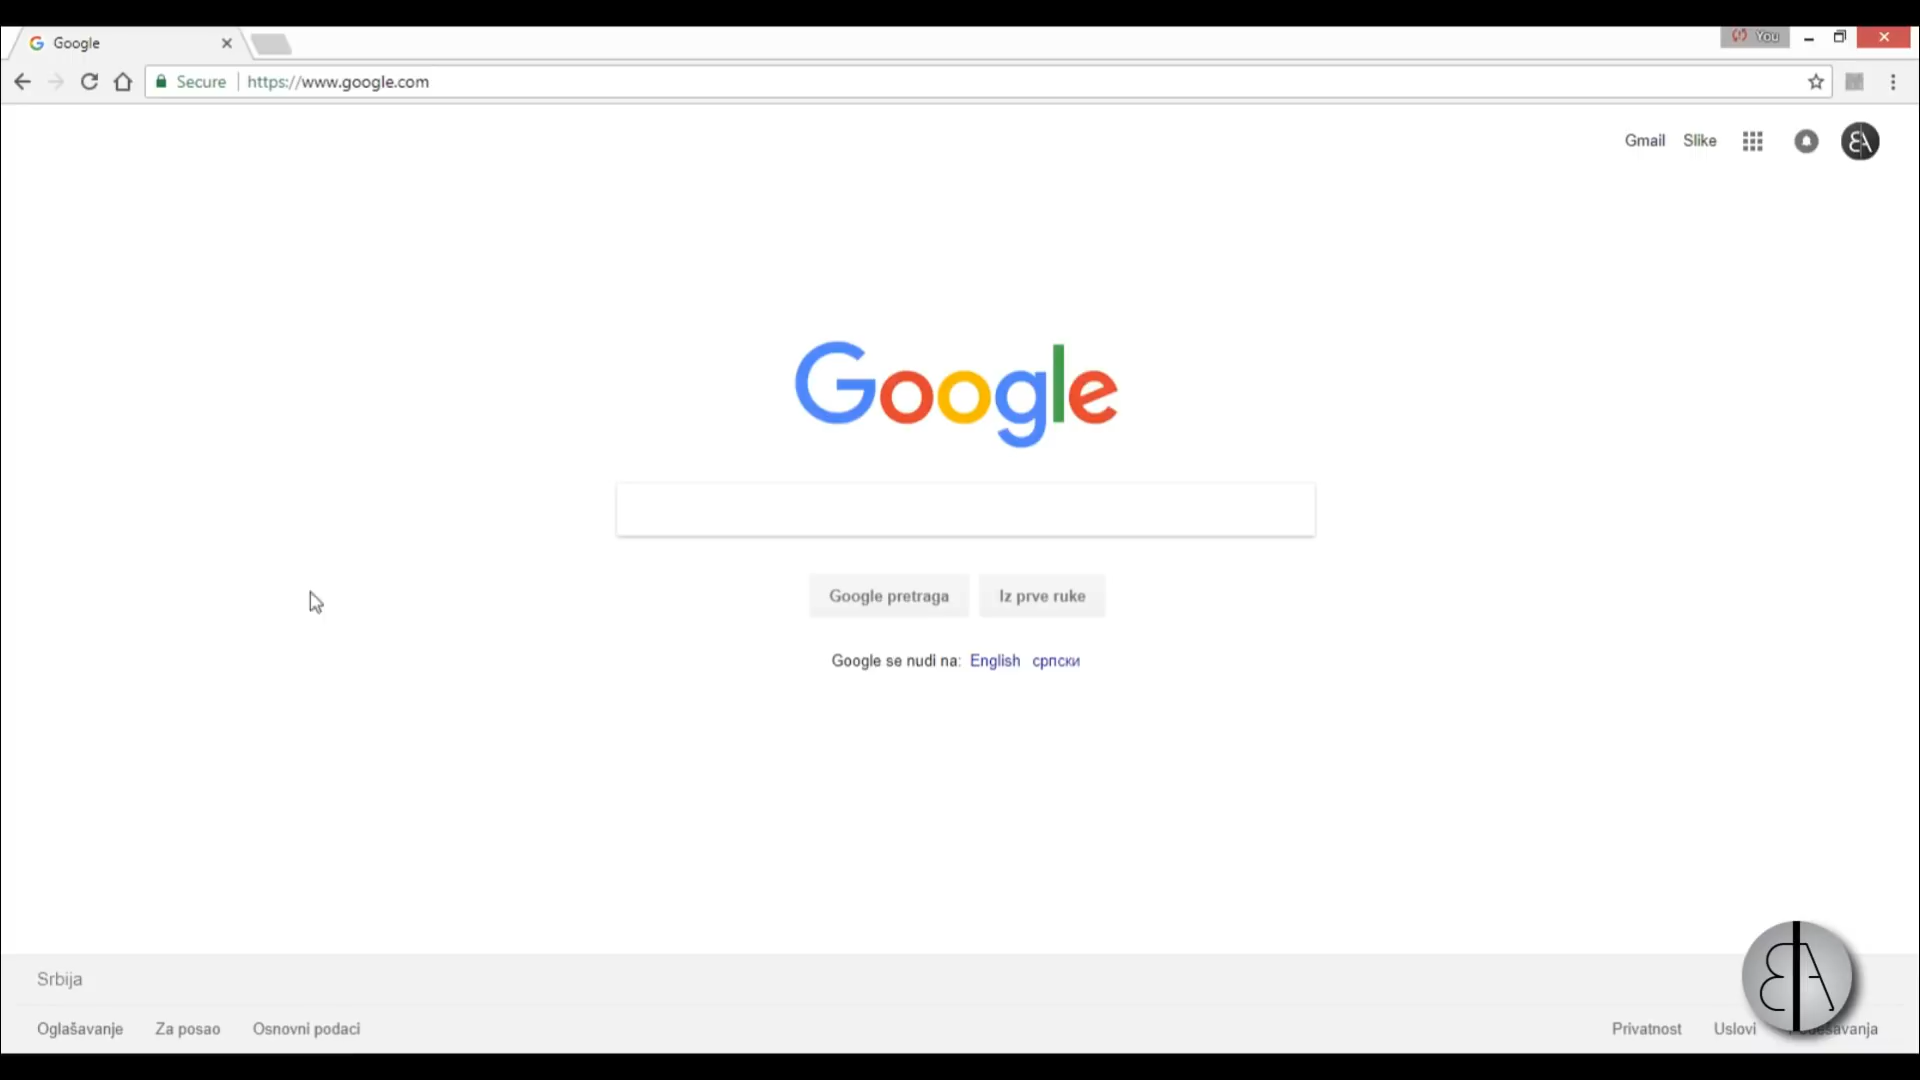 Google
You
Secure https://www.google.com
Gmail Slike
Google
Google pretraga Iz prve ruke
Google se nudi na: English српски
Srbija
Oglašavanje Za posao Osnovni podaci Privatnost Uslovi